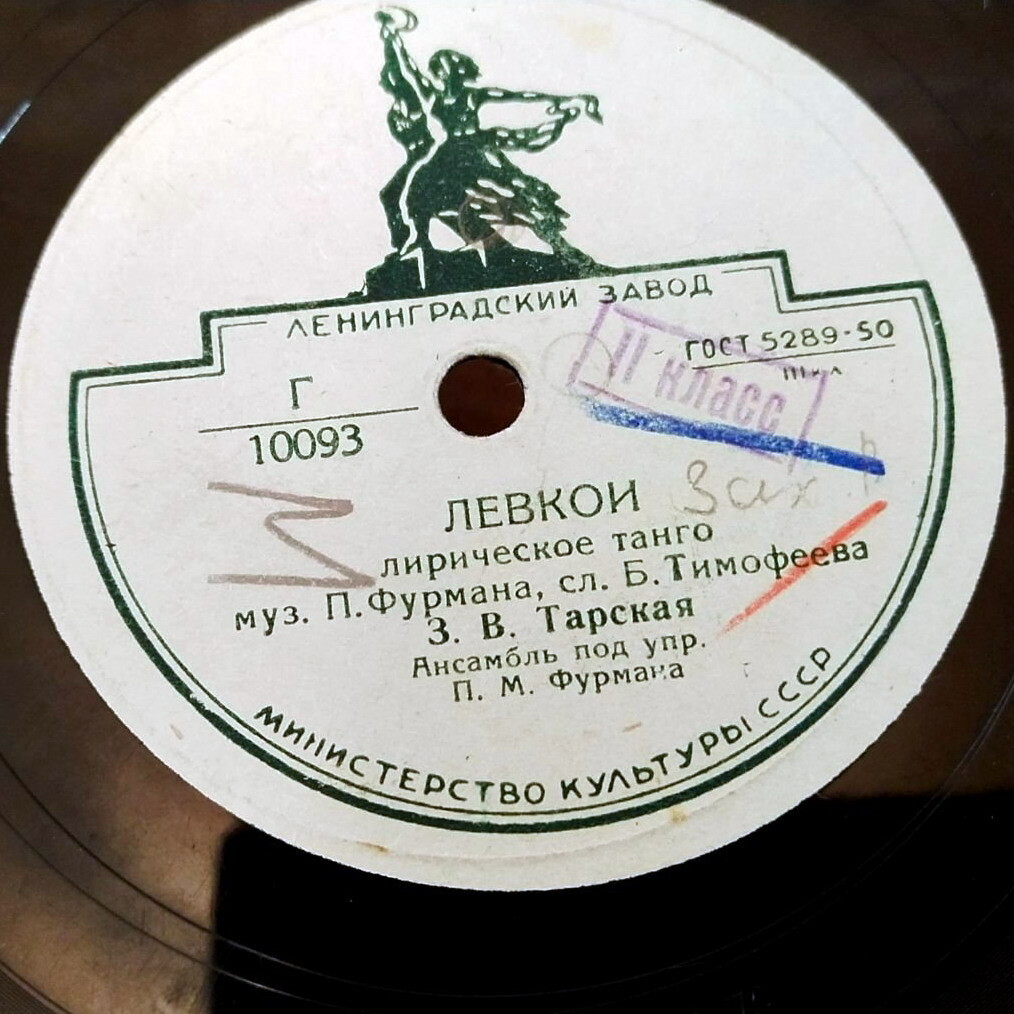 ЛЕНИНГРАДСКИЙ ЗАВОД
ГОСТ 5289-50
II класс
Г
10093
ЛЕВКОИ
лирическое танго
муз. П.Фурмана, сл. Б.Тимофеева
З. В. Тарская
Ансамбль под упр.
П. М. Фурмана
МИНИСТЕРСТВО КУЛЬТУРЫ СССР